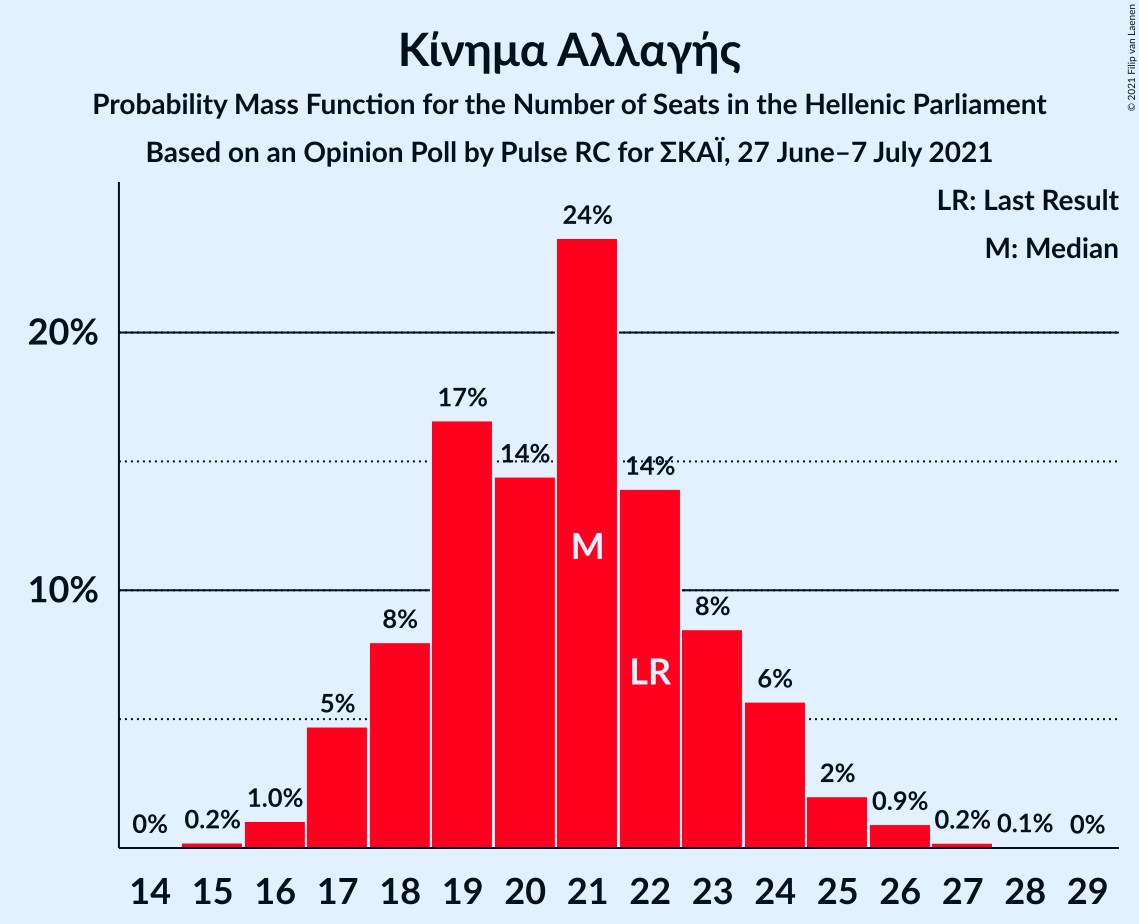 Κίνημα Αλλαγής
Probability Mass Function for the Number of Seats in the Hellenic Parliament
Based on an Opinion Poll by Pulse RC for ΣΚΑΪ, 27 June–7 July 2021
© 2021 Filip van Laenen
LR: Last Result
M: Median
24%
20%
17%
14%
14%
M
10%
8%
8%
LR
6%
5%
2%
1.0%
0.9%
0% 0.2% 0.2% 0.1% 0%
14 15 16 17 18 19 20 21 22 23 24 25 26 27 28 29